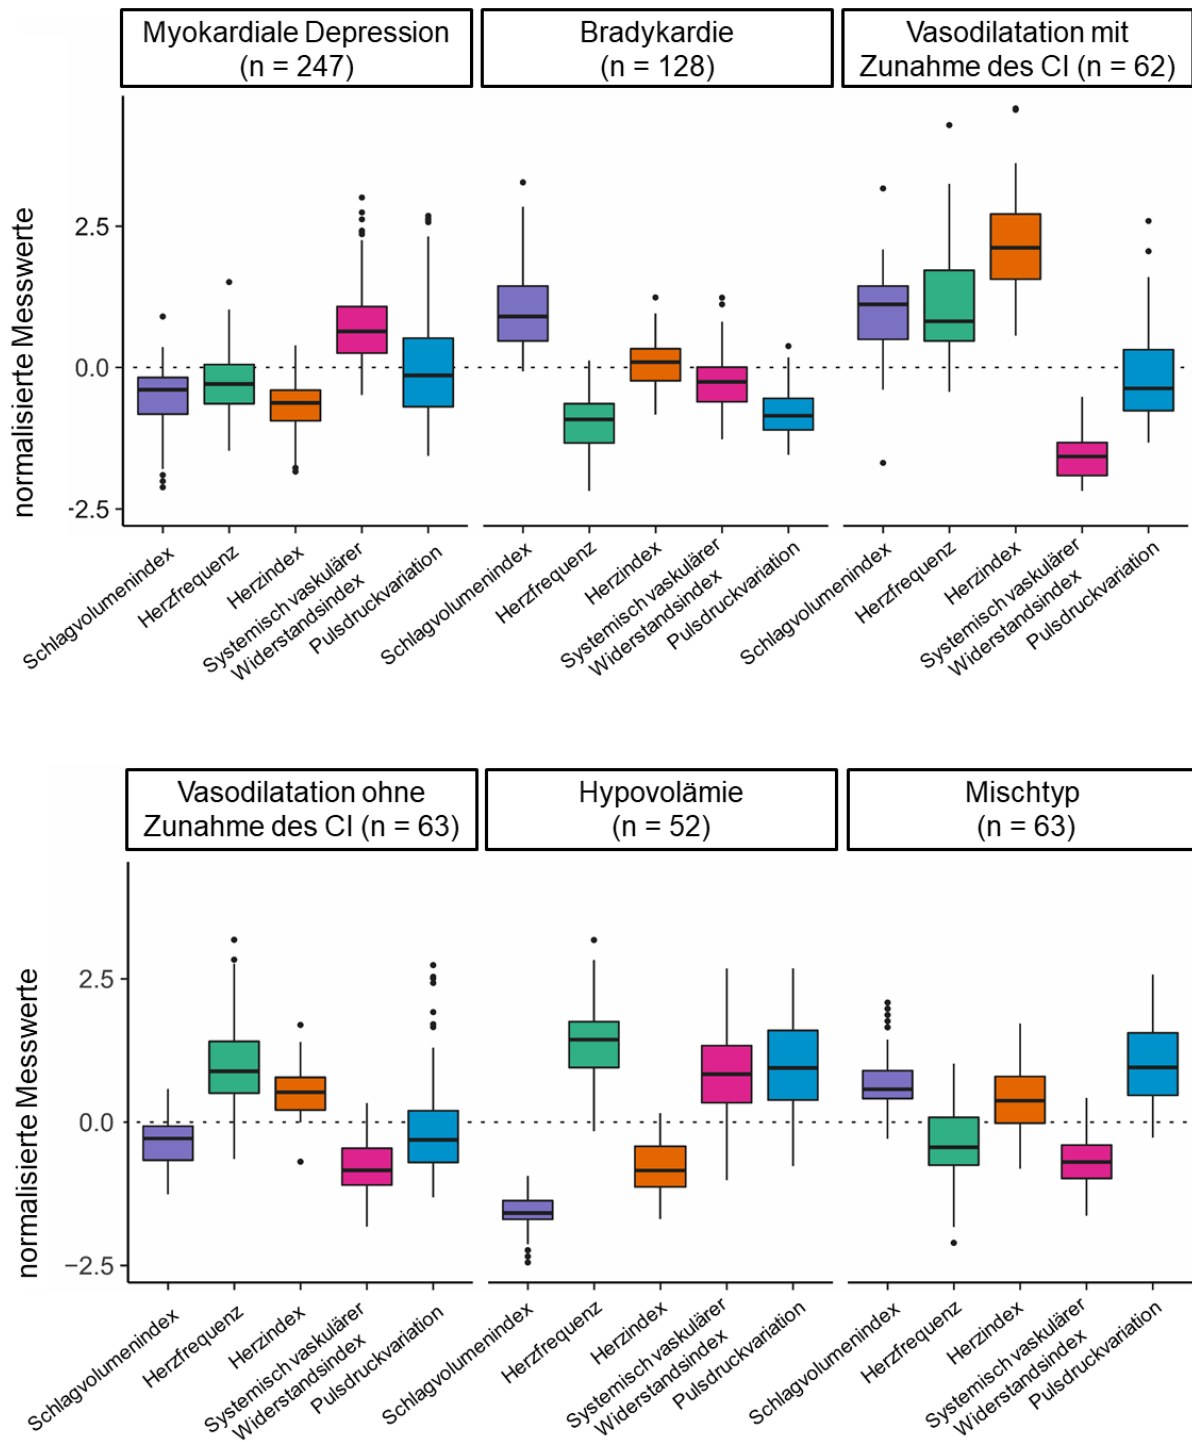 Myokardiale Depression
(n = 247)
Bradykardie
(n = 128)
Vasodilatation mit
Zunahme des CI (n = 62)
normalisierte Messwerte
2.5
0.0
-2.5
Schlagvolumenindex
Herzfrequenz
Herzindex
Systemisch vaskulärer
Widerstandsindex
Pulsdruckvariation
Schlagvolumenindex
Herzfrequenz
Herzindex
Systemisch vaskulärer
Widerstandsindex
Pulsdruckvariation
Schlagvolumenindex
Herzfrequenz
Herzindex
Systemisch vaskulärer
Widerstandsindex
Pulsdruckvariation
Vasodilatation ohne
Zunahme des CI (n = 63)
Hypovolämie
(n = 52)
Mischtyp
(n = 63)
normalisierte Messwerte
2.5
0.0
−2.5
Schlagvolumenindex
Herzfrequenz
Herzindex
Systemisch vaskulärer
Widerstandsindex
Pulsdruckvariation
Schlagvolumenindex
Herzfrequenz
Herzindex
Systemisch vaskulärer
Widerstandsindex
Pulsdruckvariation
Schlagvolumenindex
Herzfrequenz
Herzindex
Systemisch vaskulärer
Widerstandsindex
Pulsdruckvariation